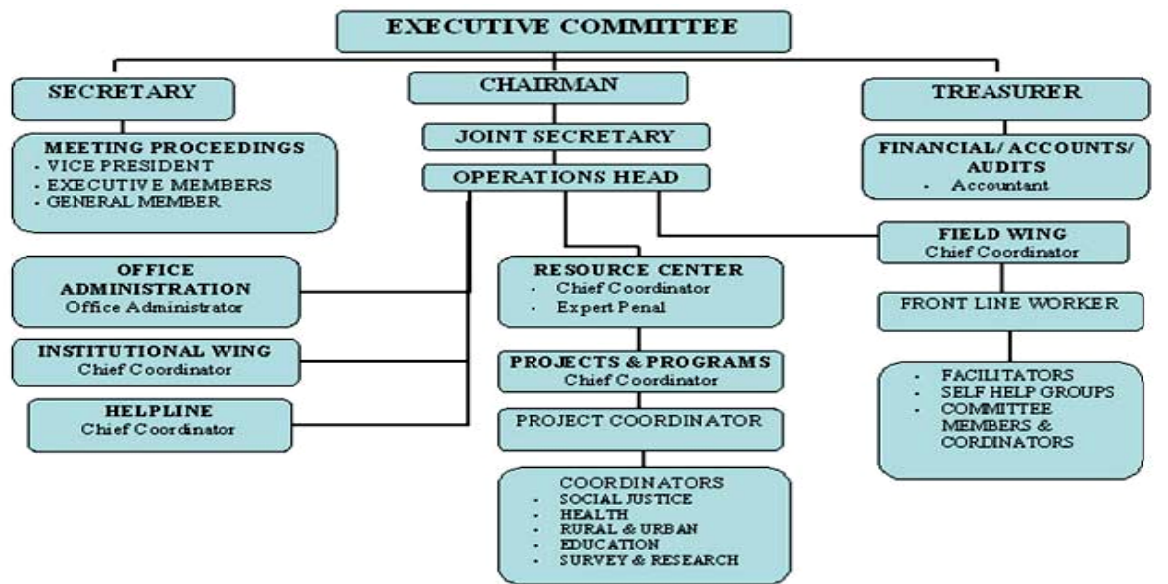 EXECUTIVE COMMITTEE
SECRETARY
CHAIRMAN
TREASURER
MEETING PROCEEDINGS
- VICE PRESIDENT
- EXECUTIVE MEMBERS
- GENERAL MEMBER
JOINT SECRETARY
OPERATIONS HEAD
FINANCIAL/ ACCOUNTS/
AUDITS
- Accountant
OFFICE
ADMINISTRATION
Office Administrator
INSTITUTIONAL WING
Chief Coordinator
HELPLINE
Chief Coordinator
RESOURCE CENTER
- Chief Coordinator
- Expert Penal
PROJECTS & PROGRAMS
Chief Coordinator
PROJECT COORDINATOR
COORDINATORS
- SOCIAL JUSTICE
- HEALTH
- RURAL & URBAN
- EDUCATION
- SURVEY & RESEARCH
FIELD WING
Chief Coordinator
FRONT LINE WORKER
- FACILITATORS
- SELF HELP GROUPS
- COMMITTEE
MEMBERS &
CORDINATORS